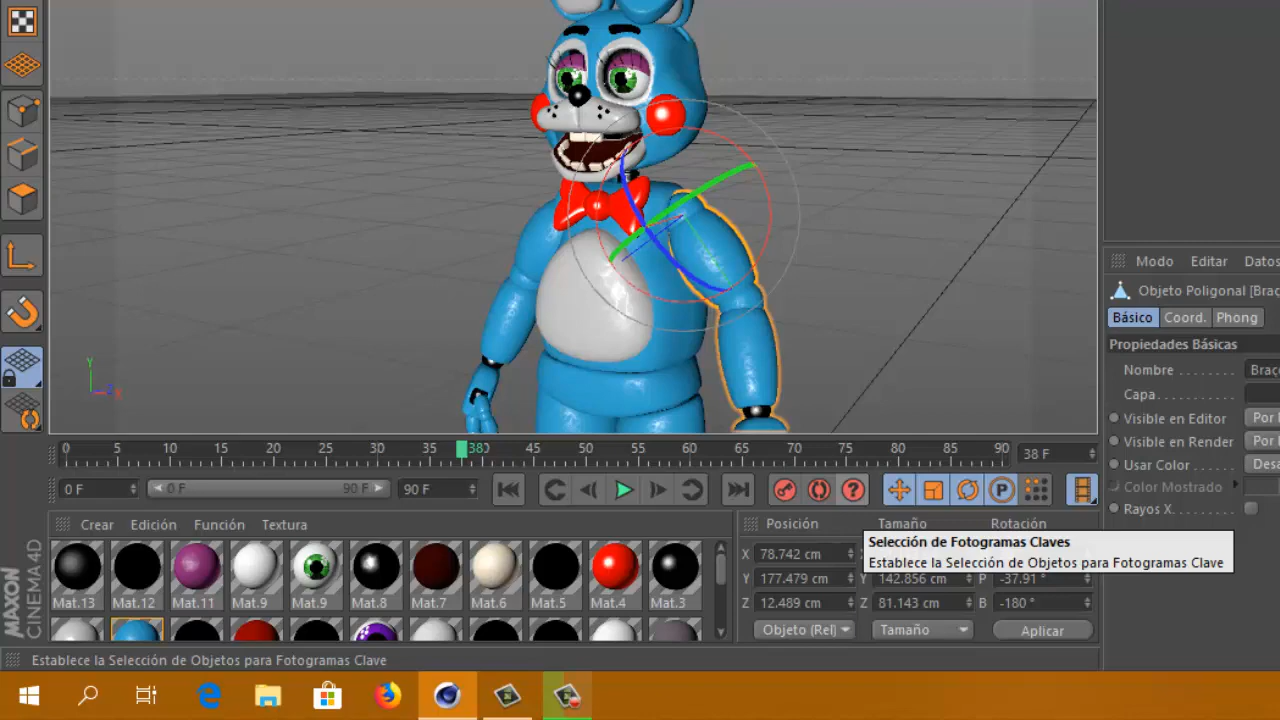 Modo Editar Datos
Objeto Poligonal [Braç
Básico Coord. Phong
Propiedades Básicas
Nombre Braç
Capa
Visible en Editor Por
Visible en Render Por
Usar Color Desa
Color Mostrado
Rayos X
Y
Z X
0 5 10 15 20 25 30 35 38 45 50 55 60 65 70 75 80 85 90
38 F
0 F 0 F 90 F 90 F
P
Crear Edición Función Textura
Mat.13 Mat.12 Mat.11 Mat.9 Mat.9 Mat.8 Mat.7 Mat.6 Mat.5 Mat.4 Mat.3
Posición Tamaño Rotación
Selección de Fotogramas Claves
Establece la Selección de Objetos para Fotogramas Clave
X 78.742 cm
Y 177.479 cm Y 142.856 cm P -37.91 °
Z 12.489 cm Z 81.143 cm B -180 °
Objeto (Rel) Tamaño Aplicar
MAXON
CINEMA 4D
Establece la Selección de Objetos para Fotogramas Clave